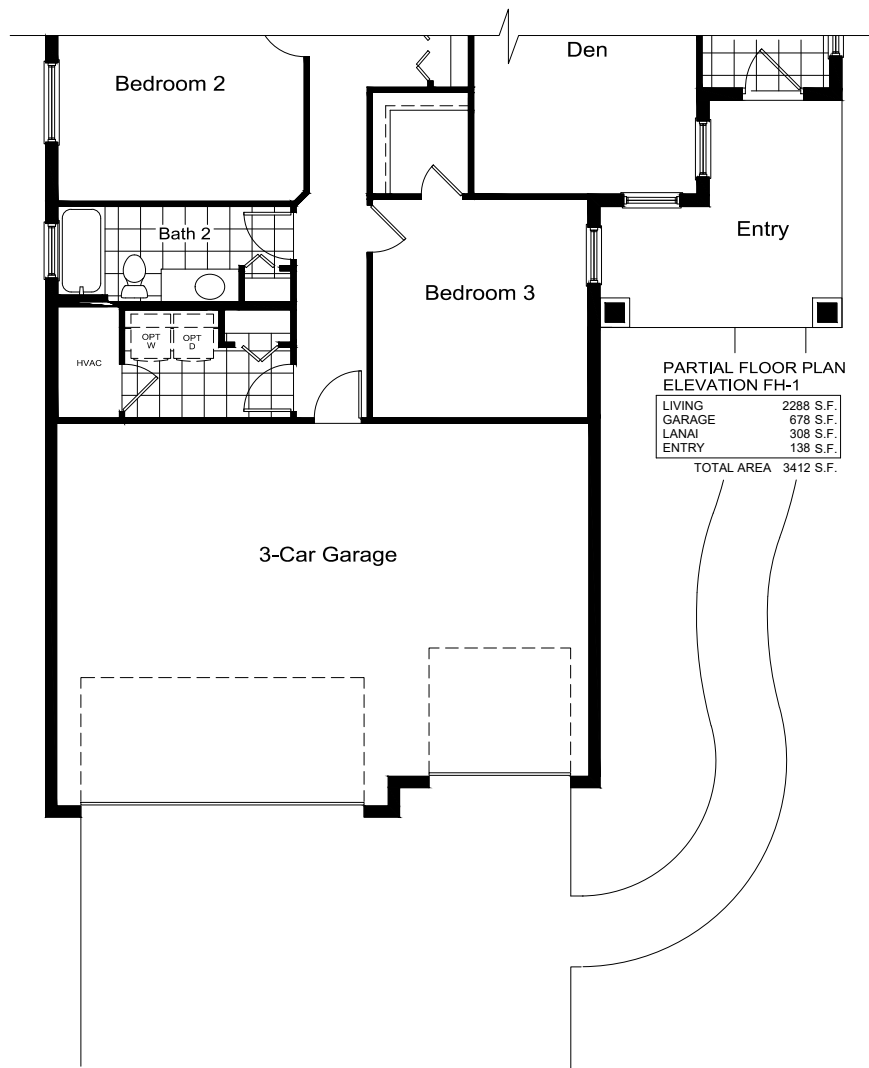 Den
Bedroom 2
Bath 2
Entry
Bedroom 3
OPT
W
OPT
D
HVAC
PARTIAL FLOOR PLAN
ELEVATION FH-1
LIVING 2288 S.F.
GARAGE 678 S.F.
LANAI 308 S.F.
ENTRY 138 S.F.
TOTAL AREA 3412 S.F.
3-Car Garage